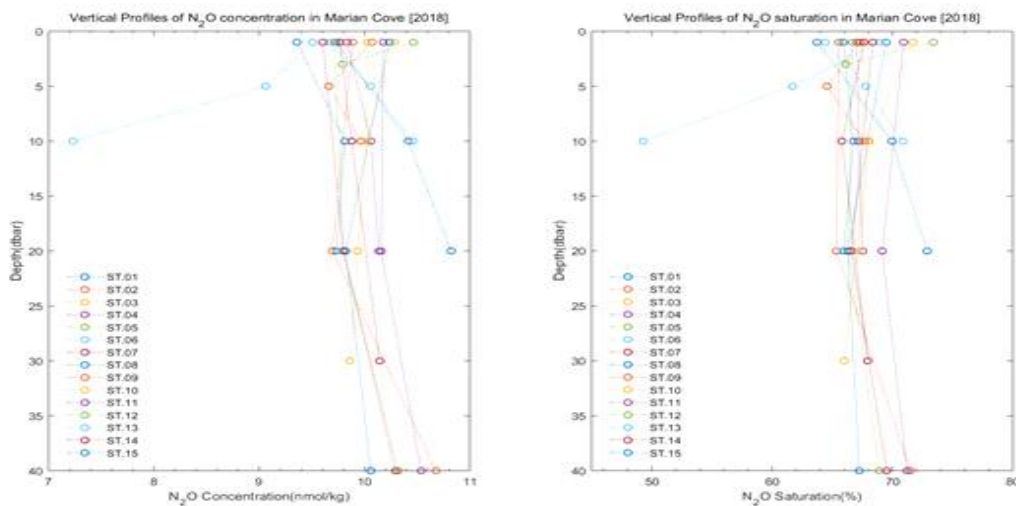 Vertical Profiles of N₂O concentration in Marian Cove [2018]
0
5
10
15
20
25
30
35
40
Depth(dbar)
ST.01
ST.02
ST.03
ST.04
ST.05
ST.06
ST.07
ST.08
ST.09
ST.10
ST.11
ST.12
ST.13
ST.14
ST.15
7
8
9
10
11
N₂O Concentration(nmol/kg)
Vertical Profiles of N₂O saturation in Marian Cove [2018]
0
5
10
15
20
25
30
35
40
Depth(dbar)
ST.01
ST.02
ST.03
ST.04
ST.05
ST.06
ST.07
ST.08
ST.09
ST.10
ST.11
ST.12
ST.13
ST.14
ST.15
50
60
70
80
N₂O Saturation(%)